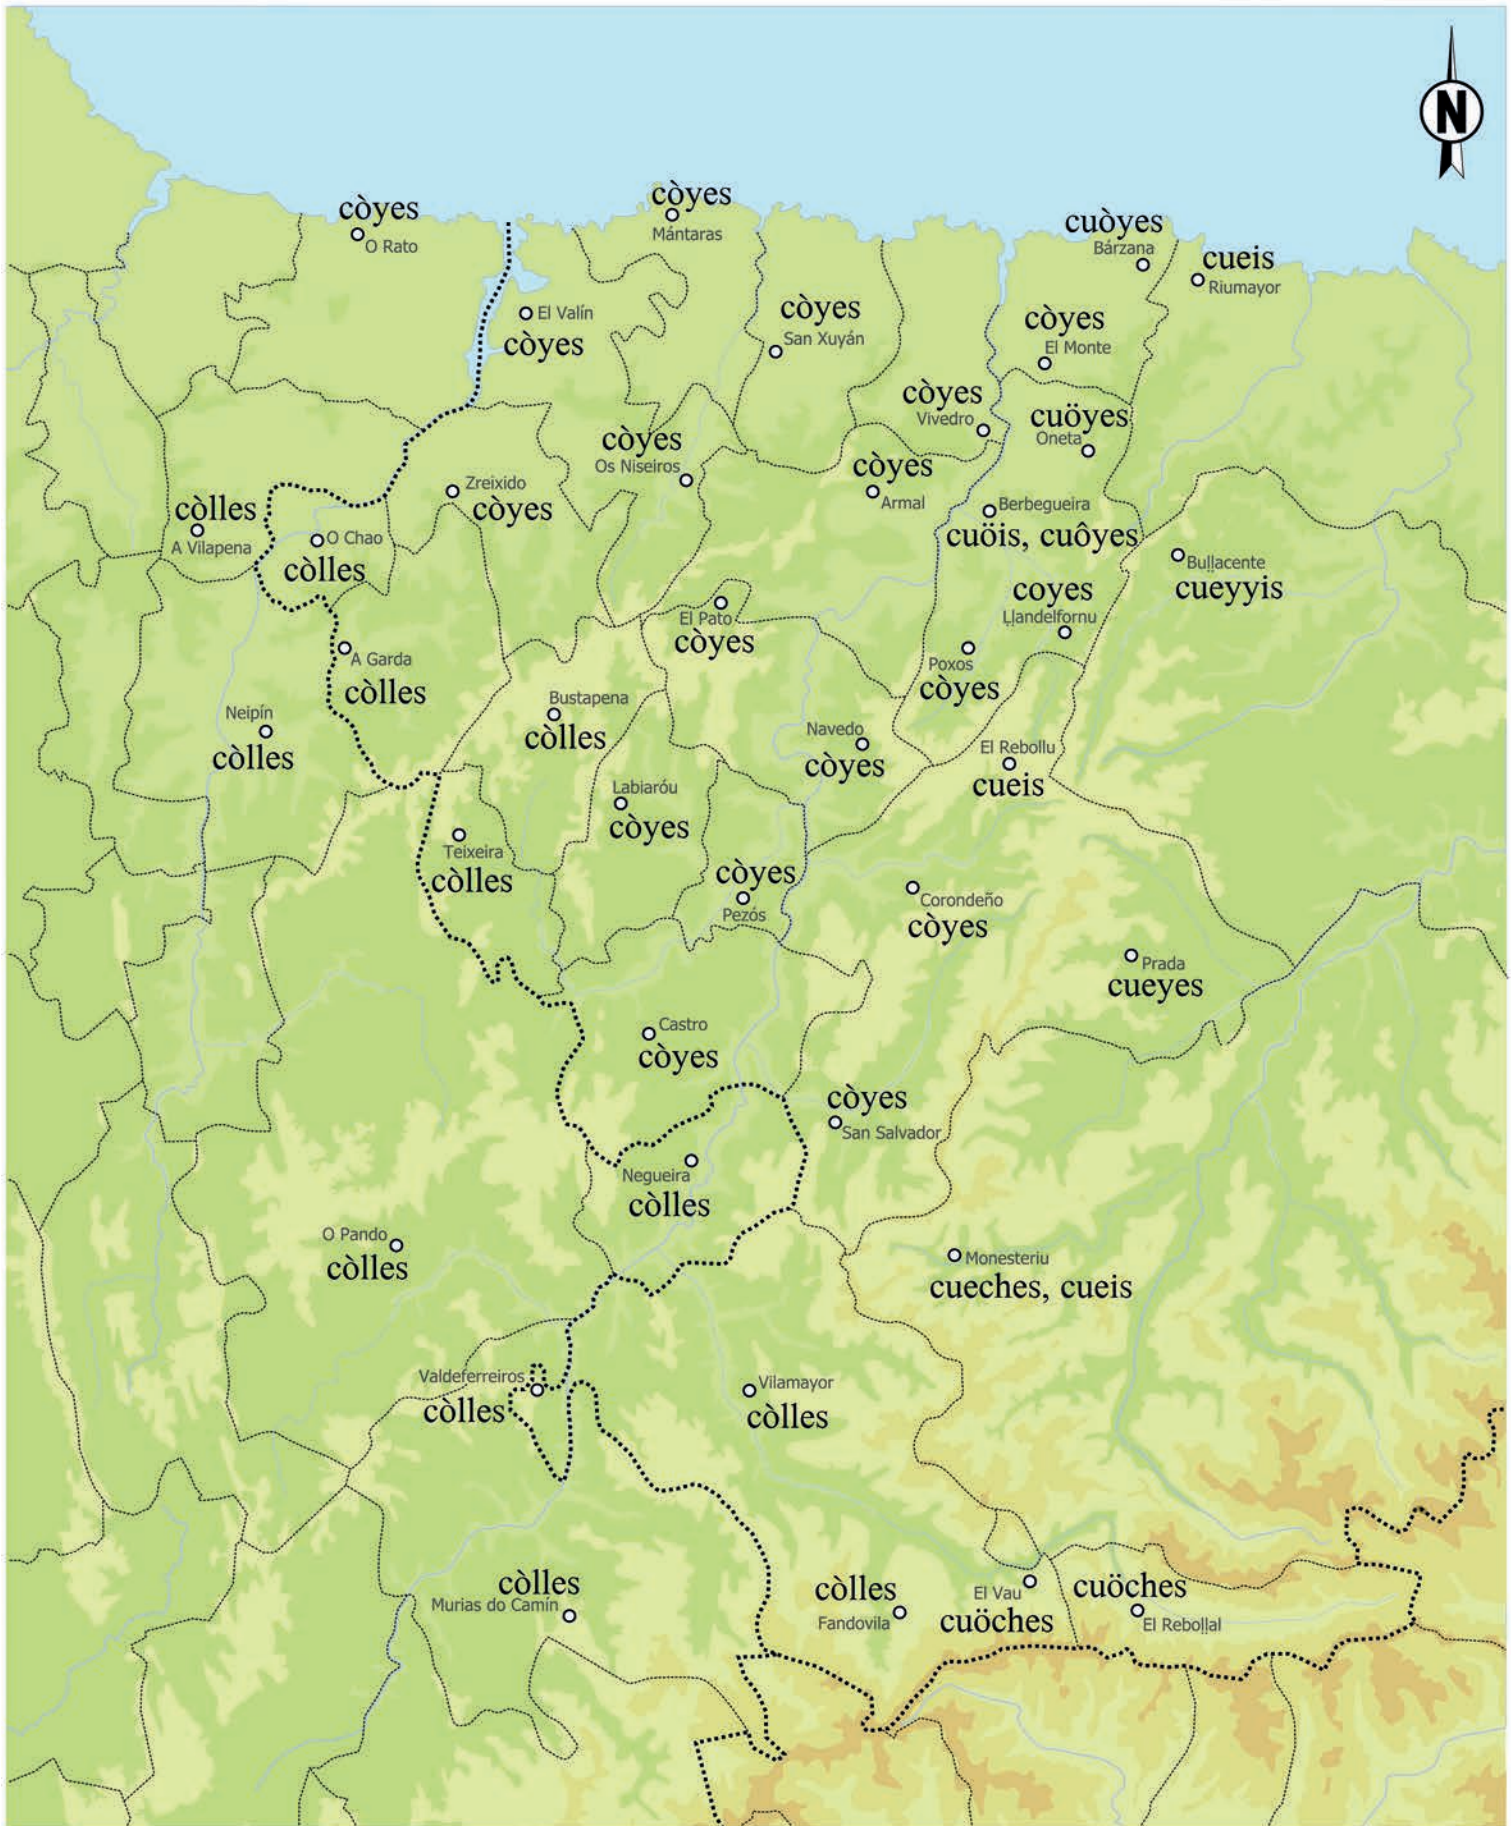 N
còyes
O Rato
còyes
Mántaras
cuòyes
Bárzana
cueis
Riumayor
El Valín
còyes
còyes
San Xuyán
còyes
El Monte
còyes
Vivedro
cuöyes
Oneta
còyes
Os Niseiros
còyes
Armal
Zreixido
còyes
còlles
A Vilapena
O Chao
còlles
Berbegueira
cuöis, cuôyes
Buḷḷacente
cueyyis
coyes
Ḷḷandelfornu
El Pato
còyes
Poxos
còyes
A Garda
còlles
Neipín
còlles
Bustapena
còlles
Navedo
còyes
El Rebollu
cueis
Labiaróu
còyes
Teixeira
còlles
còyes
Pezós
Corondeño
còyes
Prada
cueyes
Castro
còyes
còyes
San Salvador
Negueira
còlles
O Pando
còlles
Monesteriu
cueches, cueis
Valdeferreiros
còlles
Vilamayor
còlles
còlles
Murias do Camín
còlles
Fandovila
El Vau
cuöches
cuöches
El Reboḷḷal